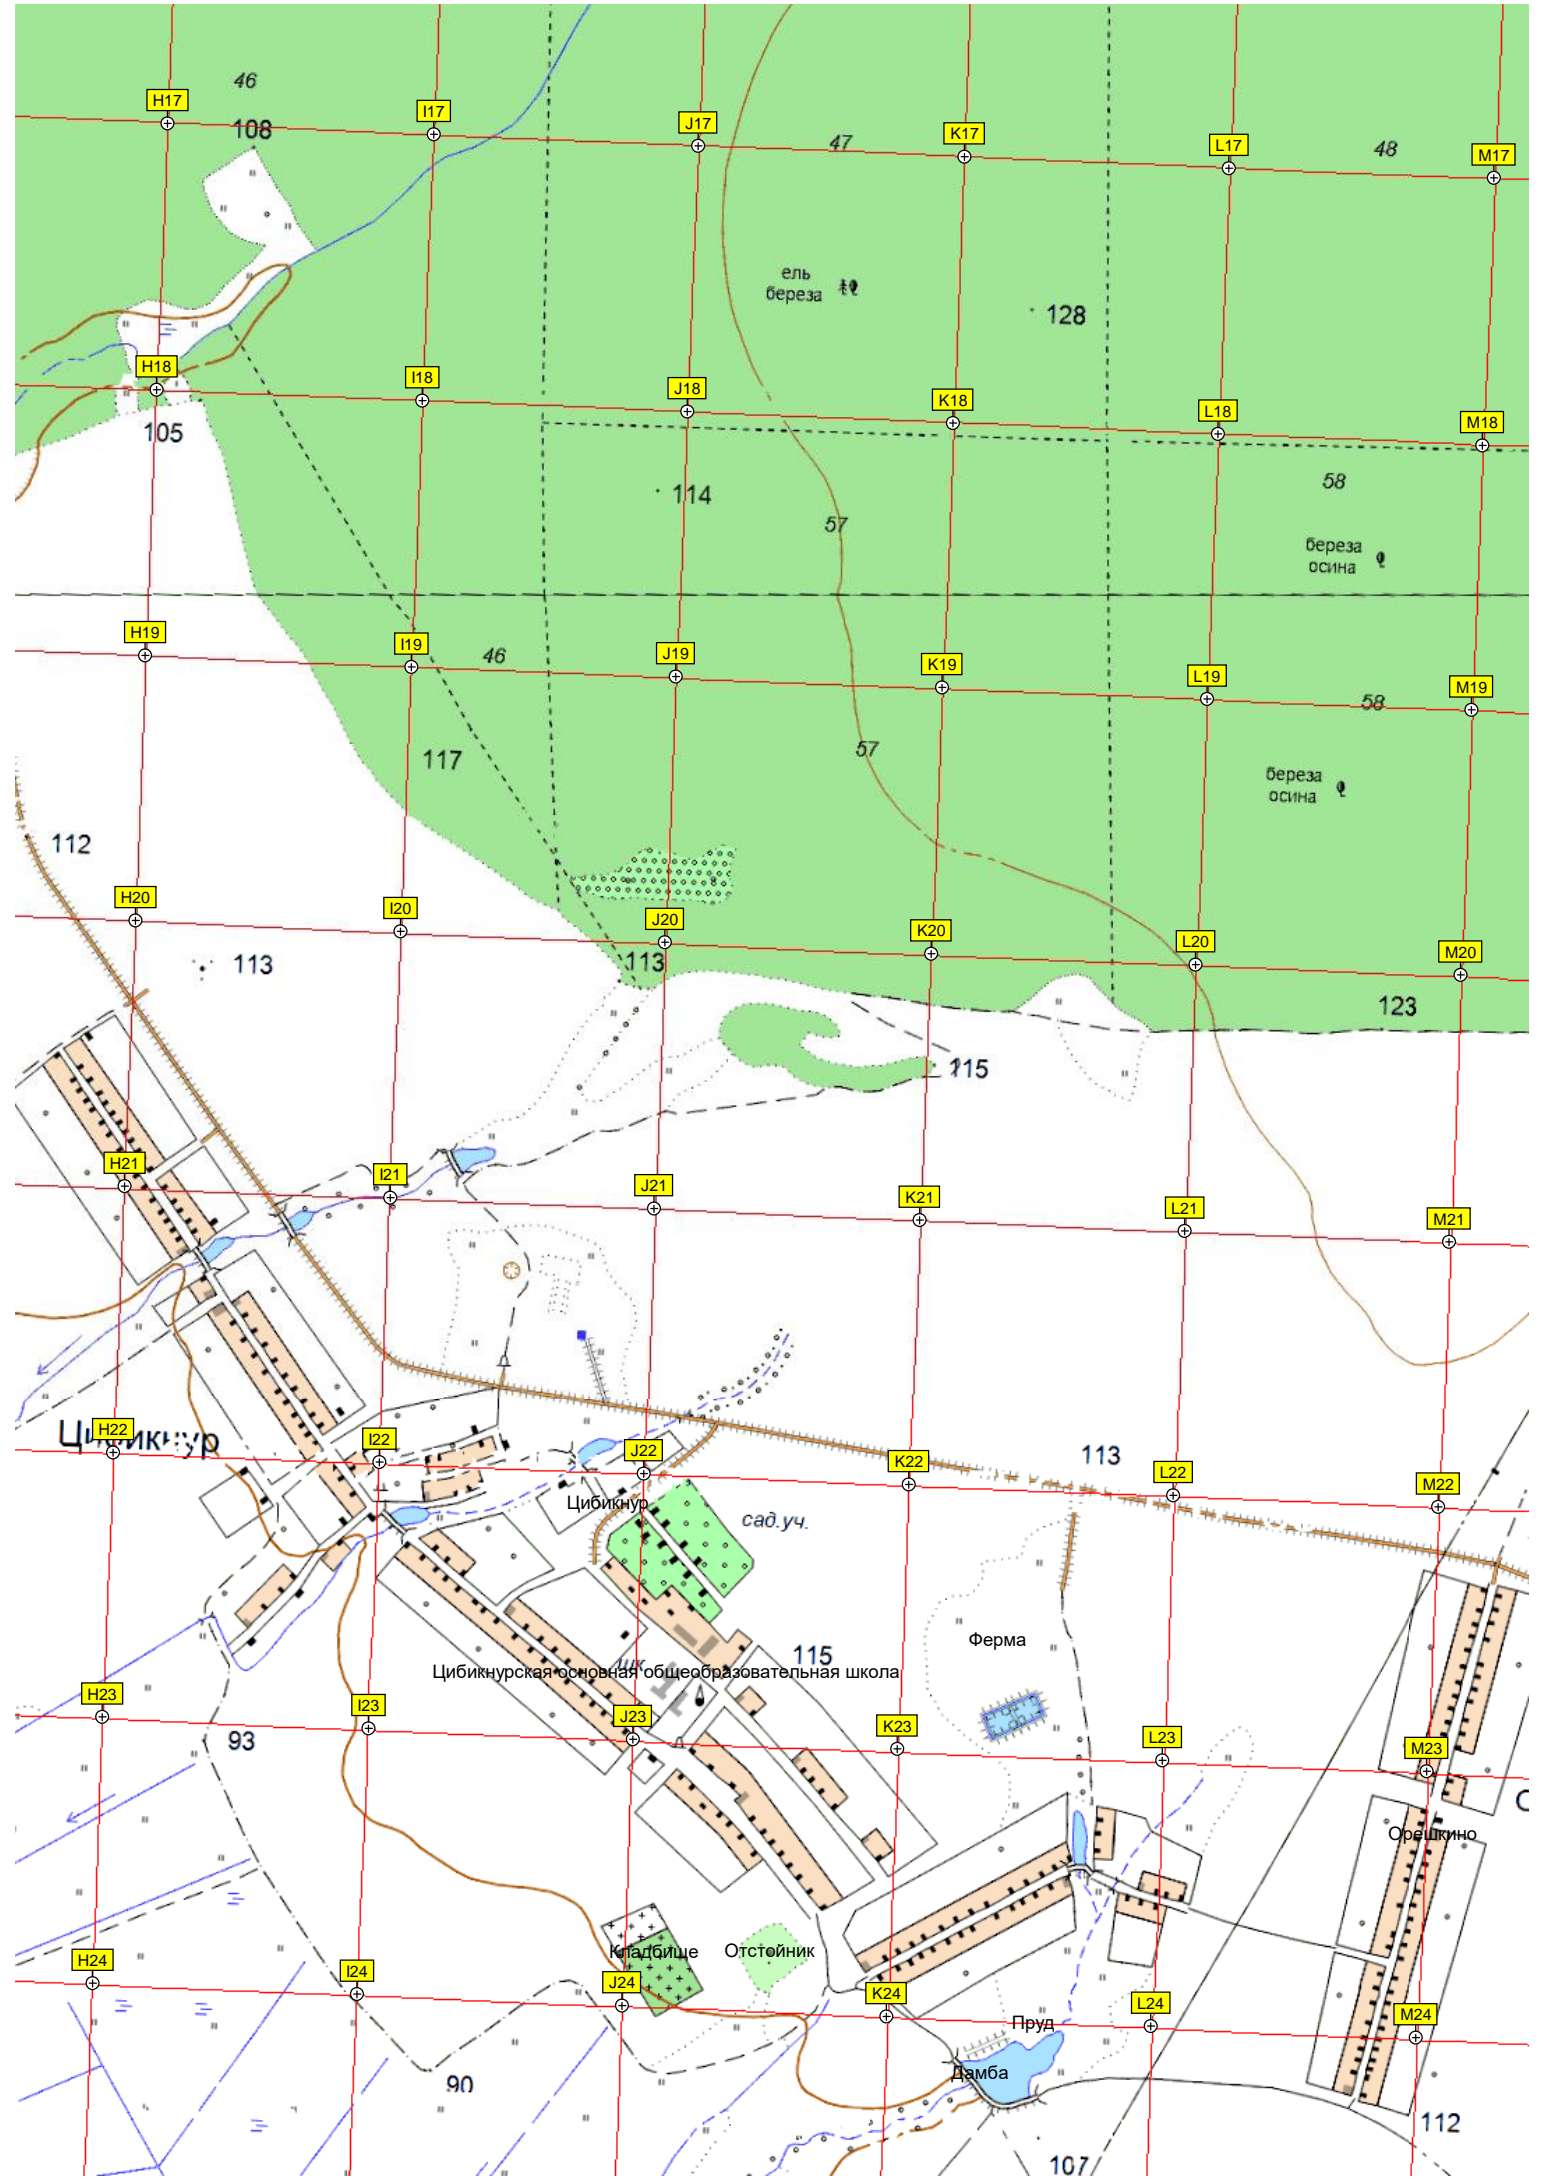 46
H17
108
I17
J17
47
K17
L17
48
M17
ель
береза
128
H18
I18
J18
K18
L18
M18
105
58
114
57
береза
осина
H19
I19
46
J19
K19
L19
M19
58
117
57
береза
осина
112
H20
I20
J20
K20
L20
M20
113
113
123
115
H21
I21
J21
K21
L21
M21
Цибикнур
H22
I22
J22
K22
113
L22
M22
Цибикнур
сад.уч.
Ферма
115
шк.
Цибикнурская основная общеобразовательная школа
H23
I23
J23
K23
L23
M23
93
О
Орешкино
Кладбище
Отстойник
H24
I24
J24
K24
L24
M24
Пруд
Дамба
90
112
107